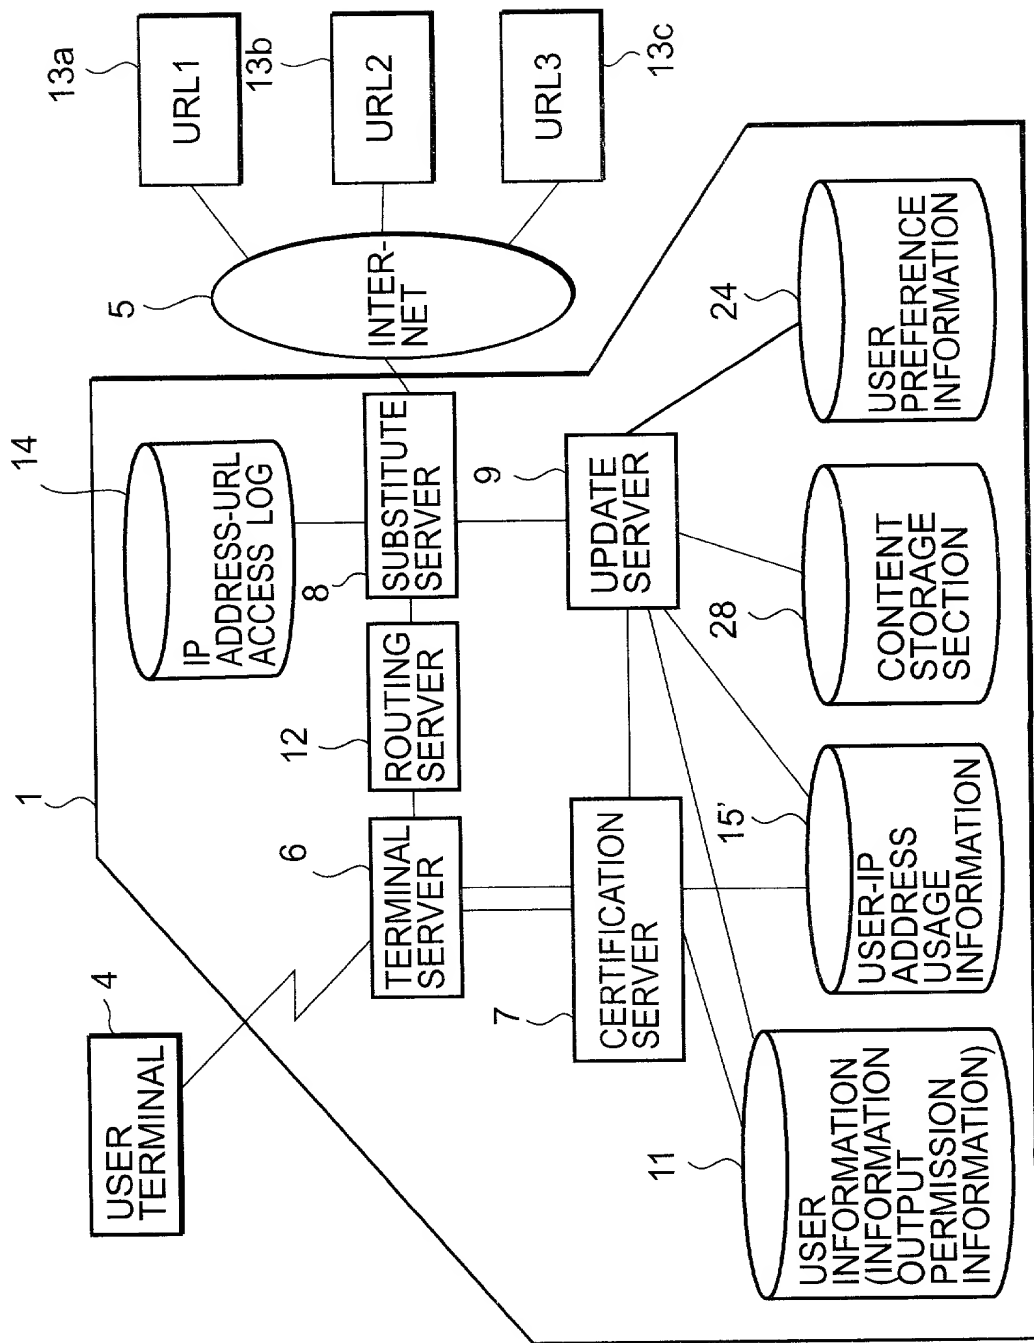 1
USER
TERMINAL
4
TERMINAL
SERVER
6
ROUTING
SERVER
12
SUBSTITUTE
SERVER
8
IP
ADDRESS-URL
ACCESS LOG
14
INTER-
NET
5
URL1
13a
URL2
13b
URL3
13c
CERTIFICATION
SERVER
7
UPDATE
SERVER
9
USER
INFORMATION
(INFORMATION
OUTPUT
PERMISSION
INFORMATION)
11
USER-IP
ADDRESS
USAGE
INFORMATION
15'
CONTENT
STORAGE
SECTION
28
USER
PREFERENCE
INFORMATION
24